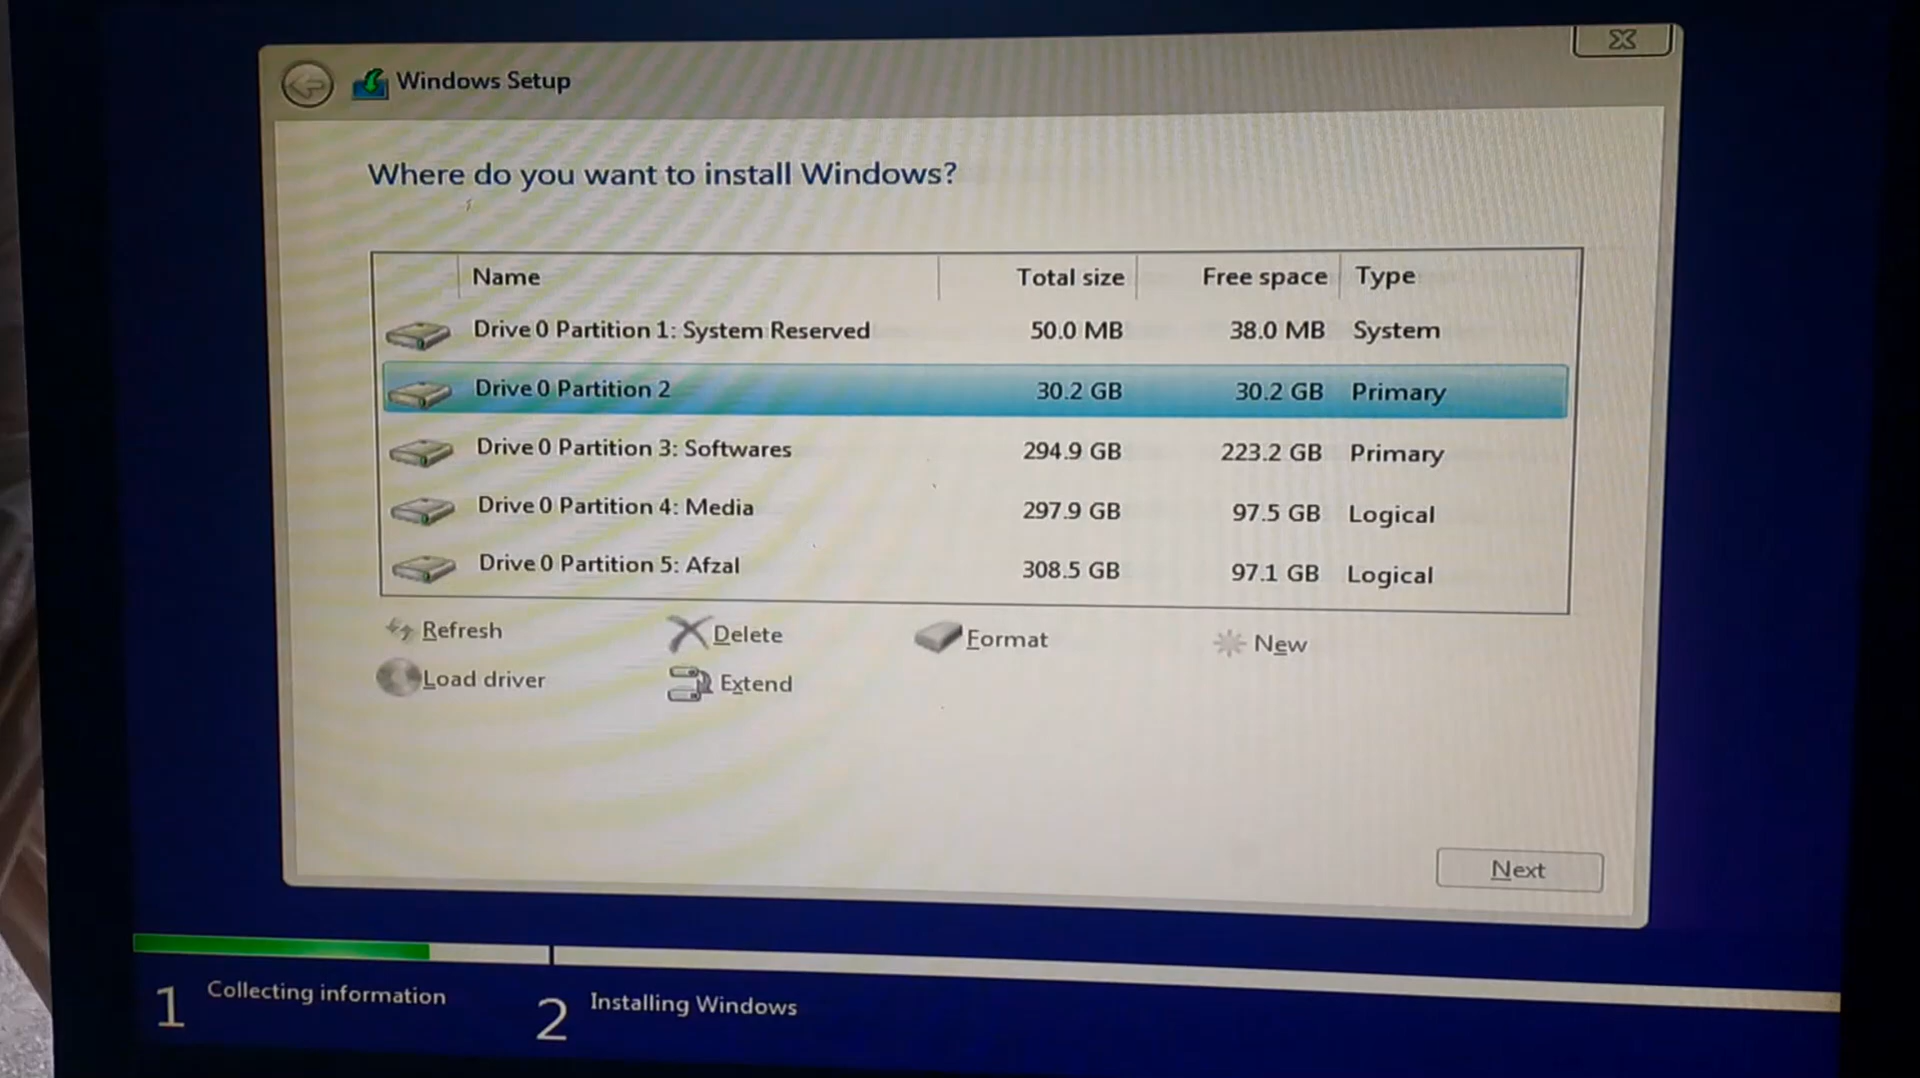 Windows Setup
Where do you want to install Windows?
Name Total size Free space Type
Drive 0 Partition 1: System Reserved 50.0 MB 38.0 MB System
Drive 0 Partition 2 30.2 GB 30.2 GB Primary
Drive 0 Partition 3: Softwares 294.9 GB 223.2 GB Primary
Drive 0 Partition 4: Media 297.9 GB 97.5 GB Logical
Drive 0 Partition 5: Afzal 308.5 GB 97.1 GB Logical
Refresh Delete Format New
Load driver Extend
Next
1 Collecting information 2 Installing Windows